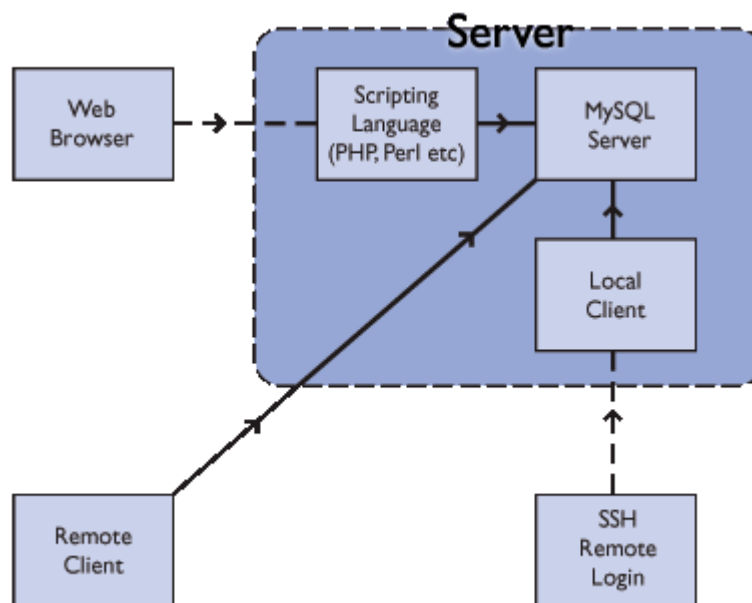 Server
Web
Browser
Scripting
Language
(PHP, Perl etc)
MySQL
Server
Local
Client
Remote
Client
SSH
Remote
Login